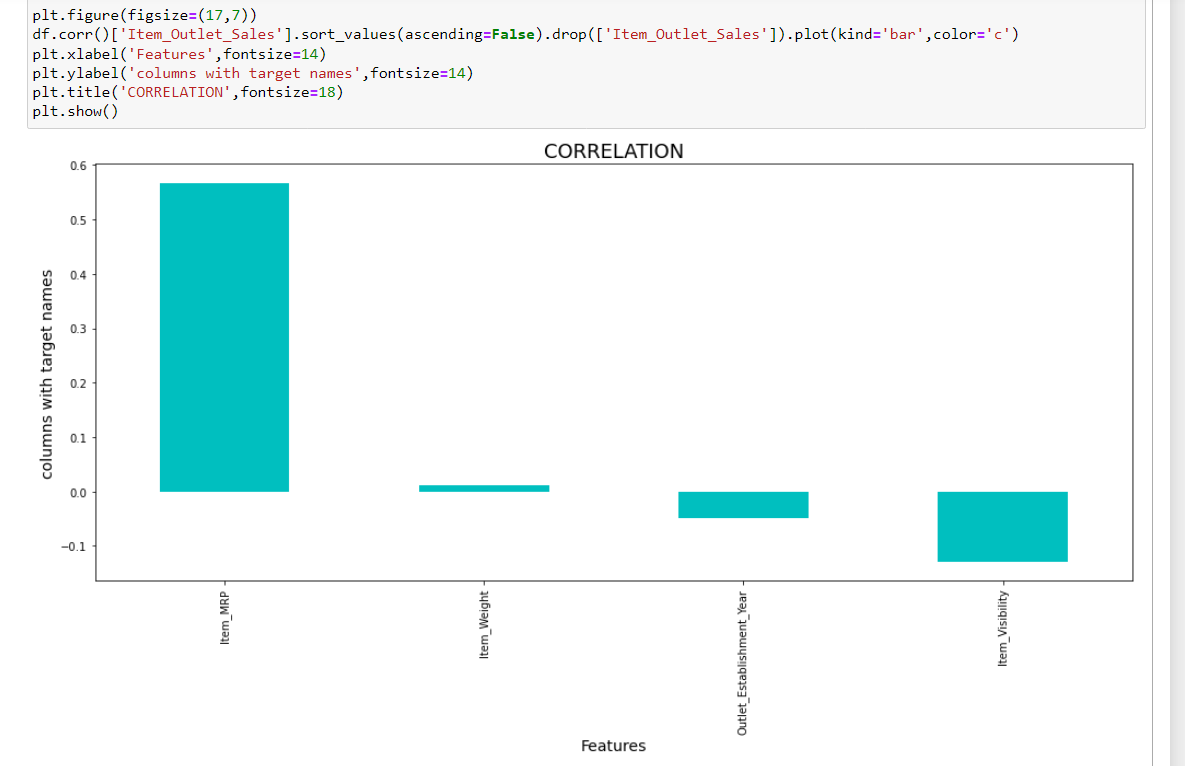 plt.figure(figsize=(17,7))
df.corr()['Item_Outlet_Sales'].sort_values(ascending=False).drop(['Item_Outlet_Sales']).plot(kind='bar',color='c')
plt.xlabel('Features',fontsize=14)
plt.ylabel('columns with target names',fontsize=14)
plt.title('CORRELATION',fontsize=18)
plt.show()
CORRELATION
0.6
0.5
0.4
0.3
0.2
0.1
0.0
−0.1
columns with target names
Item_MRP
Item_Weight
Outlet_Establishment_Year
Item_Visibility
Features